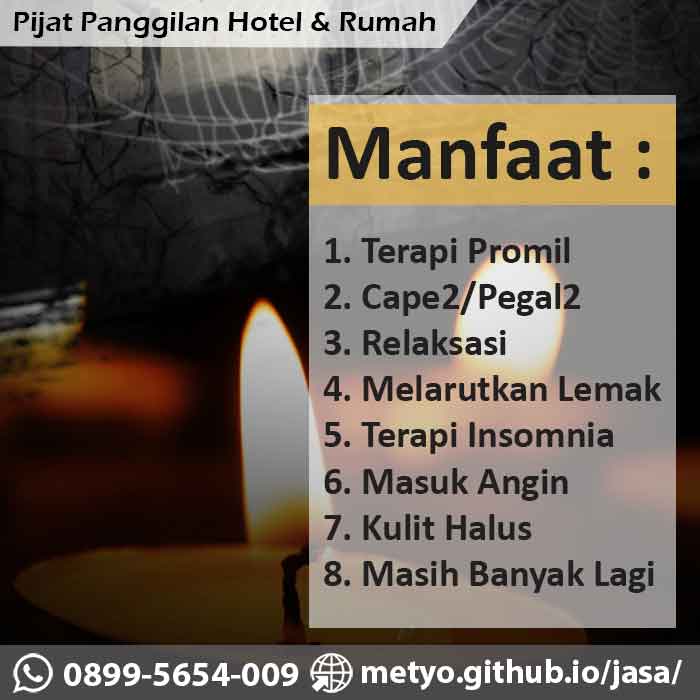 Pijat Panggilan Hotel & Rumah
Manfaat :
1. Terapi Promil
2. Cape2/Pegal2
3. Relaksasi
4. Melarutkan Lemak
5. Terapi Insomnia
6. Masuk Angin
7. Kulit Halus
8. Masih Banyak Lagi
0899-5654-009 metyo.github.io/jasa/